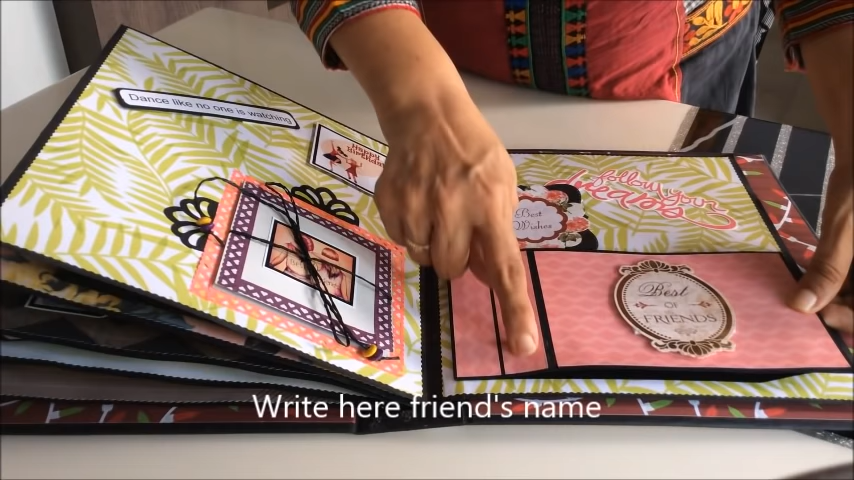 Dance like no one is watching
Happy
Birthday
follow your
dreams
Best
Wishes
Best
OF
FRIENDS
Write here friend's name